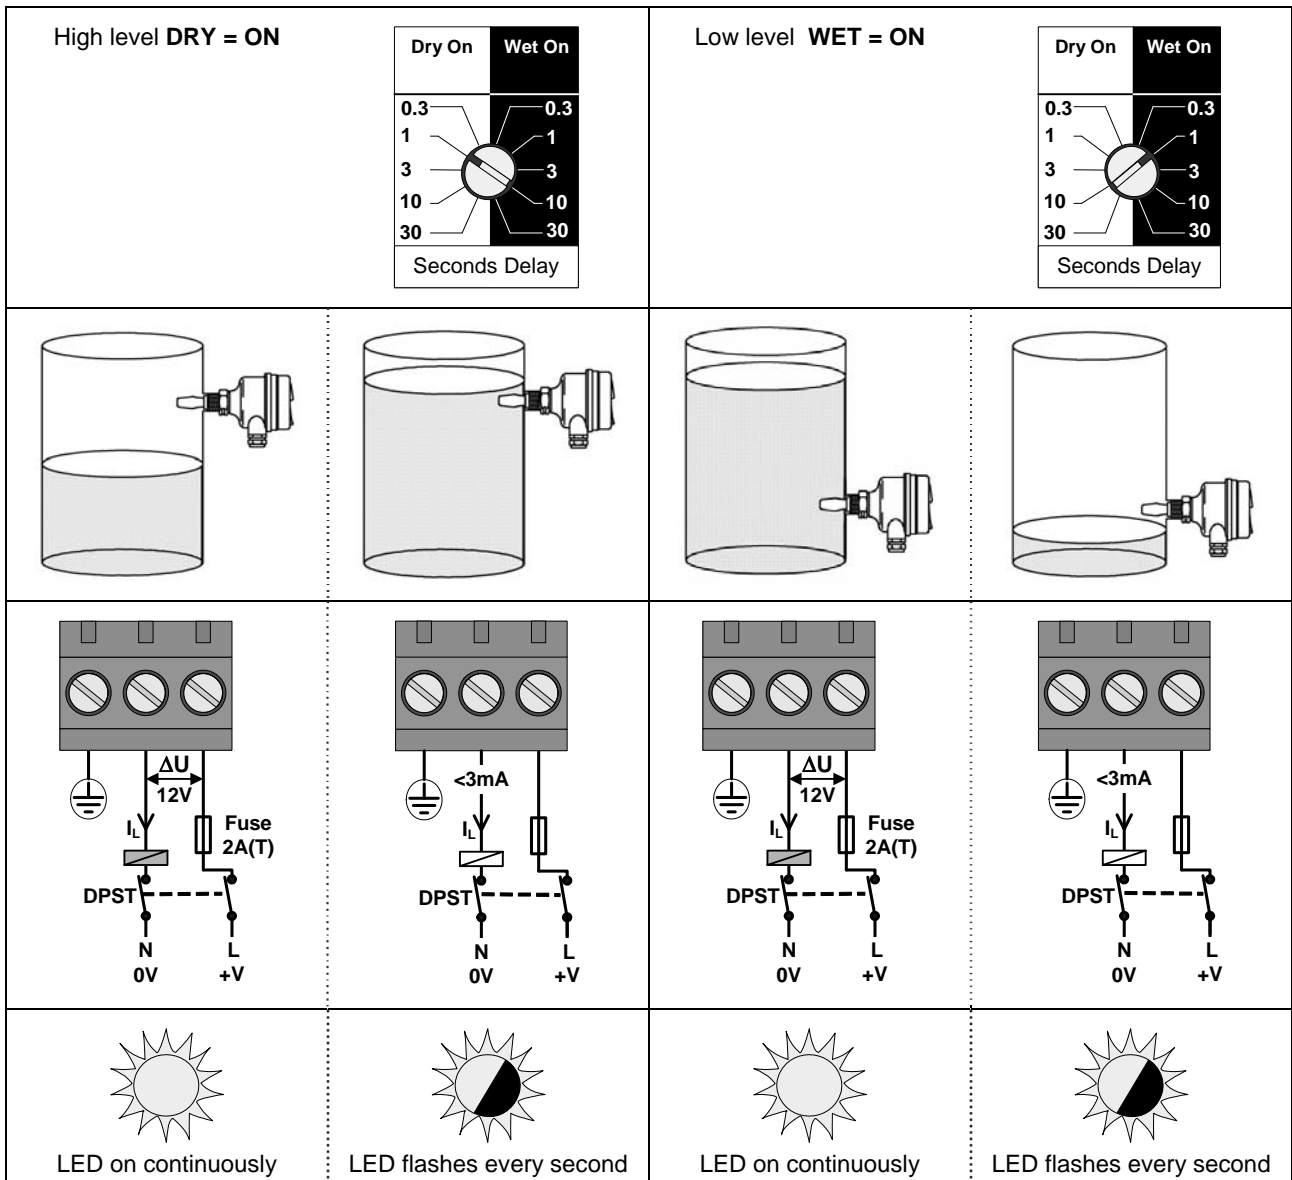 High level DRY = ON
Dry On Wet On
0.3 0.3
1 1
3 3
10 10
30 30
Seconds Delay
Low level WET = ON
Dry On Wet On
0.3 0.3
1 1
3 3
10 10
30 30
Seconds Delay
ΔU
12V
IL
Fuse
2A(T)
DPST
N L
0V +V
<3mA
IL
DPST
N L
0V +V
ΔU
12V
IL
Fuse
2A(T)
DPST
N L
0V +V
<3mA
IL
DPST
N L
0V +V
LED on continuously
LED flashes every second
LED on continuously
LED flashes every second